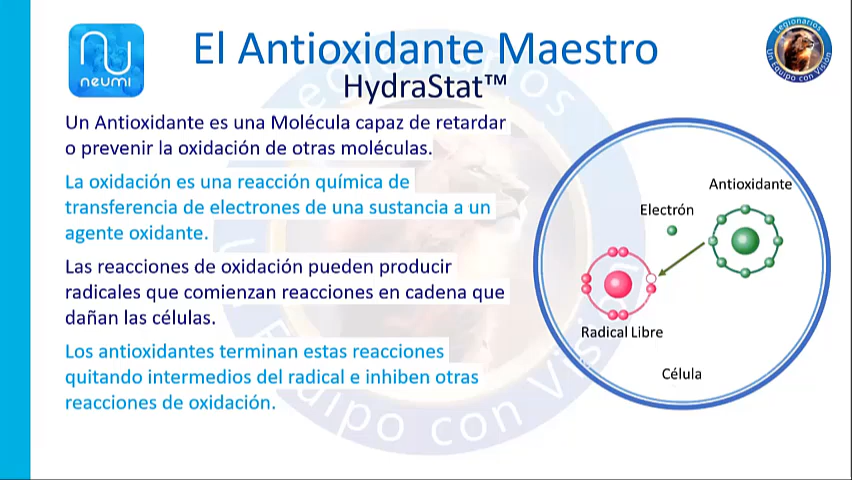 El Antioxidante Maestro
HydraStat™
neumi
Legionarios
Un Equipo con Visión
Un Antioxidante es una Molécula capaz de retardar
o prevenir la oxidación de otras moléculas.
La oxidación es una reacción química de
transferencia de electrones de una sustancia a un
agente oxidante.
Las reacciones de oxidación pueden producir
radicales que comienzan reacciones en cadena que
dañan las células.
Los antioxidantes terminan estas reacciones
quitando intermedios del radical e inhiben otras
reacciones de oxidación.
Antioxidante
Electrón
Radical Libre
Célula